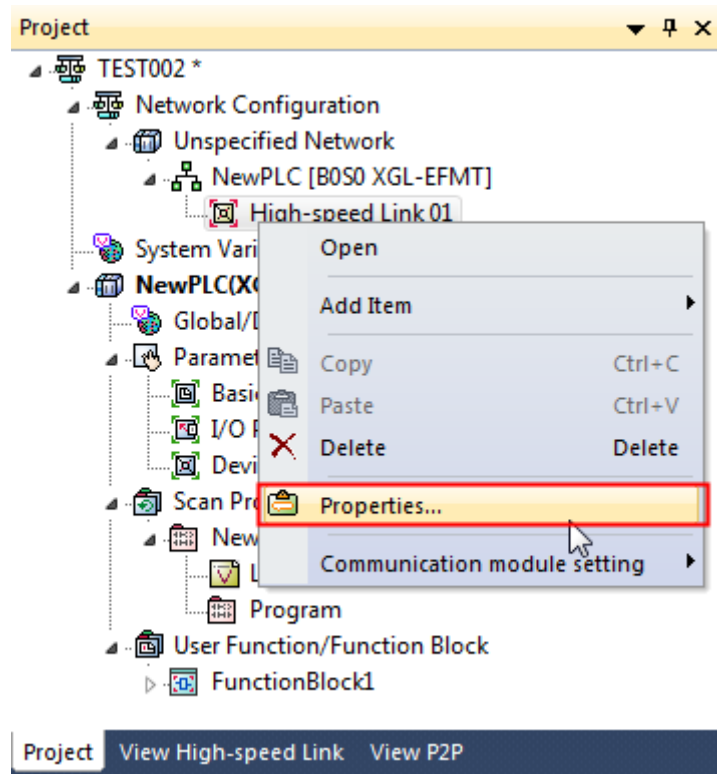 Project
TEST002 *
Network Configuration
Unspecified Network
NewPLC [B0S0 XGL-EFMT]
High-speed Link 01
System Vari
Open
NewPLC(XG
Add Item
Global/D
Paramet
Copy Ctrl+C
Basi
Paste Ctrl+V
I/O P
Delete Delete
Devi
Scan Pro
Properties...
New
Communication module setting
L
Program
User Function/Function Block
FunctionBlock1
Project View High-speed Link View P2P